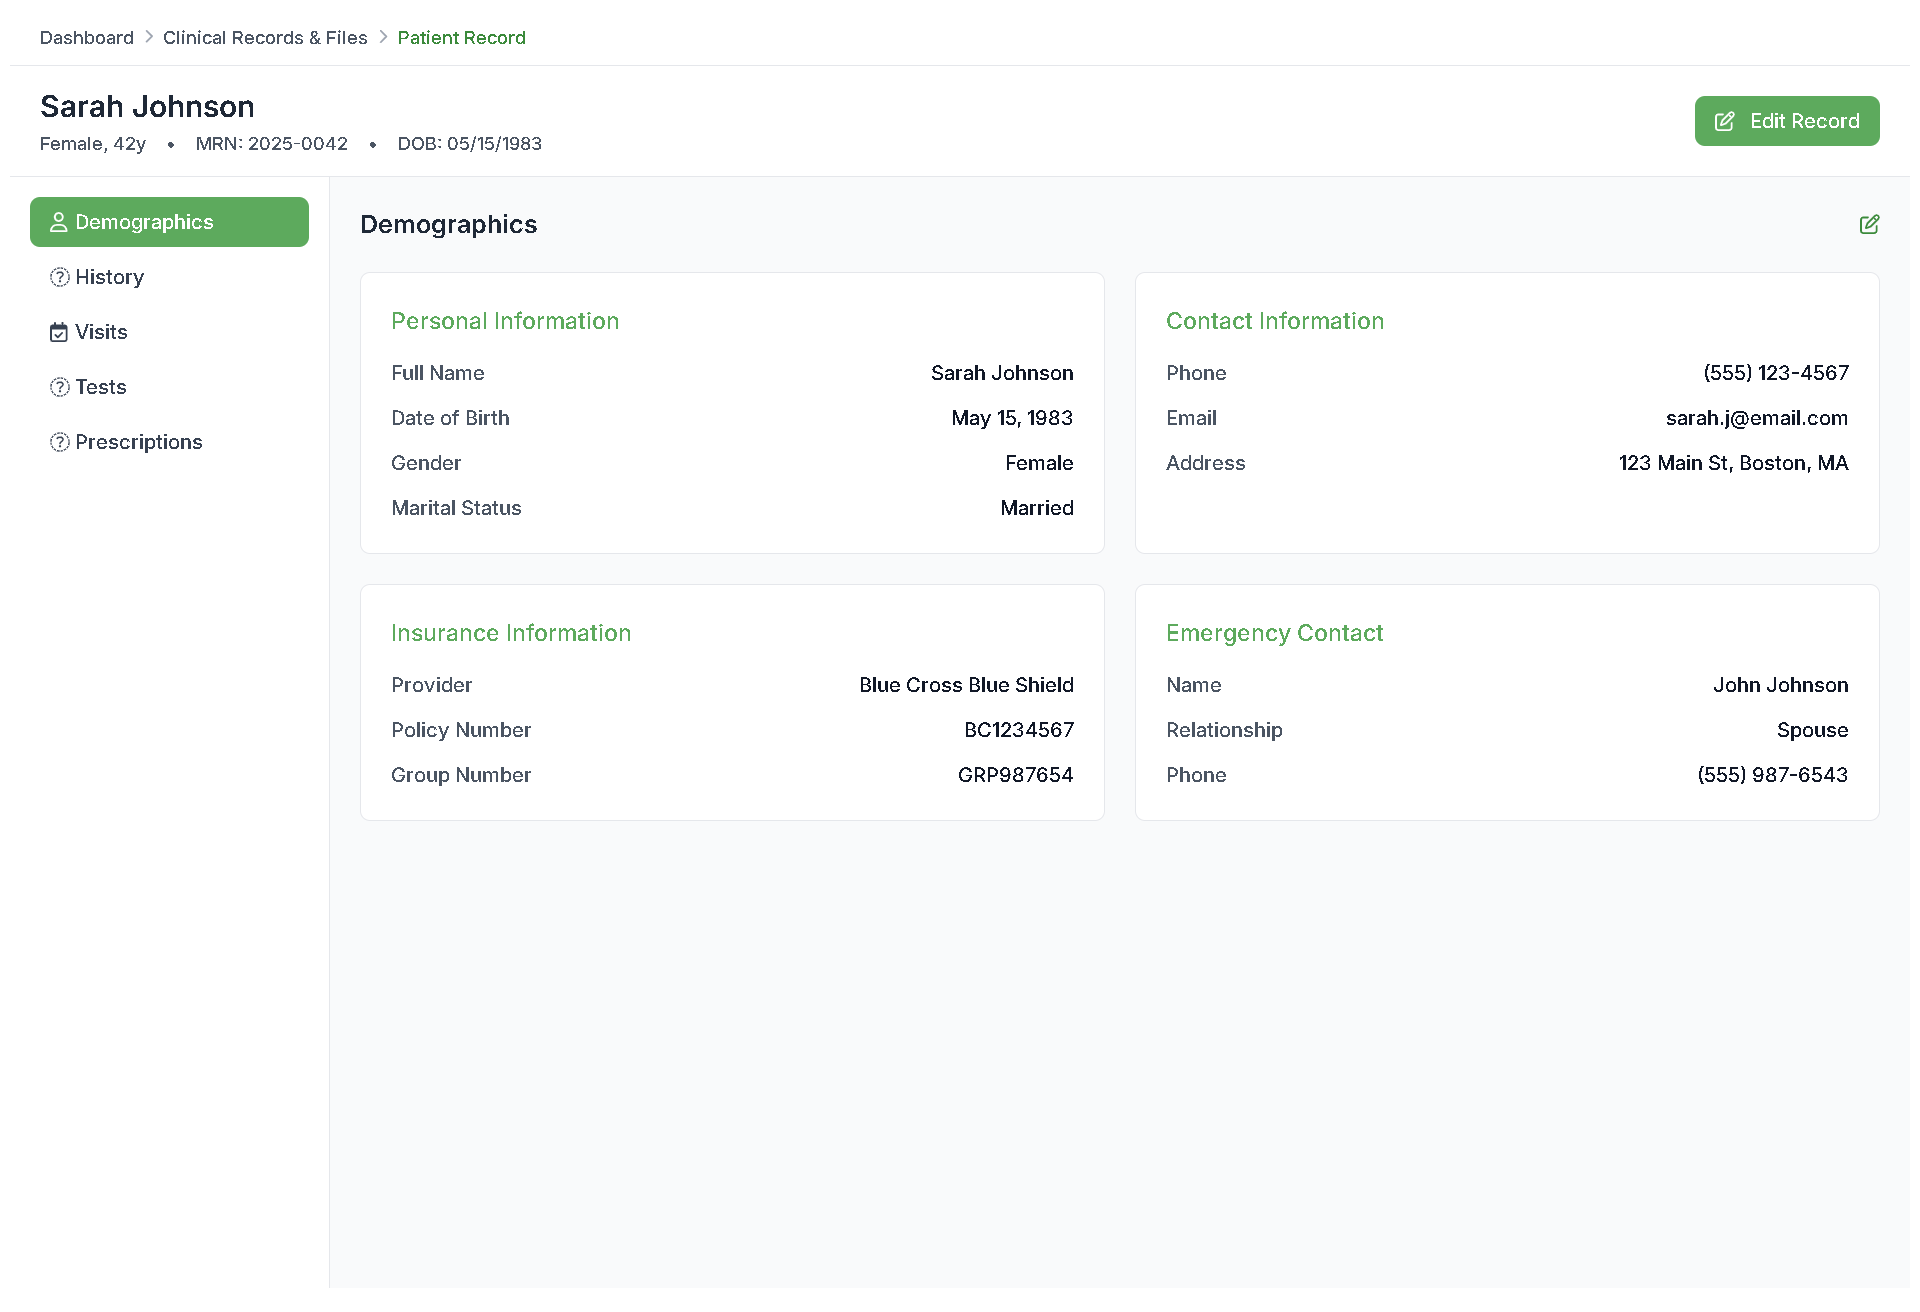 Dashboard > Clinical Records & Files > Patient Record
Sarah Johnson
Female, 42y • MRN: 2025-0042 • DOB: 05/15/1983
Edit Record
Demographics
History
Visits
Tests
Prescriptions
Demographics
Personal Information
Full Name Sarah Johnson
Date of Birth May 15, 1983
Gender Female
Marital Status Married
Contact Information
Phone (555) 123-4567
Email sarah.j@email.com
Address 123 Main St, Boston, MA
Insurance Information
Provider Blue Cross Blue Shield
Policy Number BC1234567
Group Number GRP987654
Emergency Contact
Name John Johnson
Relationship Spouse
Phone (555) 987-6543